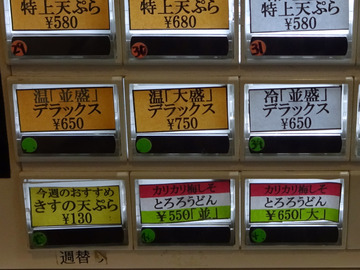 特上天ぷら
¥580
特上天ぷら
¥680
特上天ぷら
¥580
29
30
31
温「並盛」
デラックス
¥650
温「大盛」
デラックス
¥750
冷「並盛」
デラックス
¥650
今週のおすすめ
きすの天ぷら
¥130
カリカリ梅しそ
とろろうどん
¥550「並」
カリカリ梅しそ
とろろうどん
¥650「大」
週替